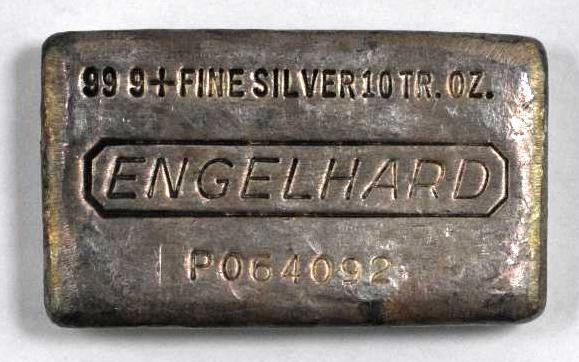 99 9+ FINE SILVER 10 TR. OZ.
ENGELHARD
P064092